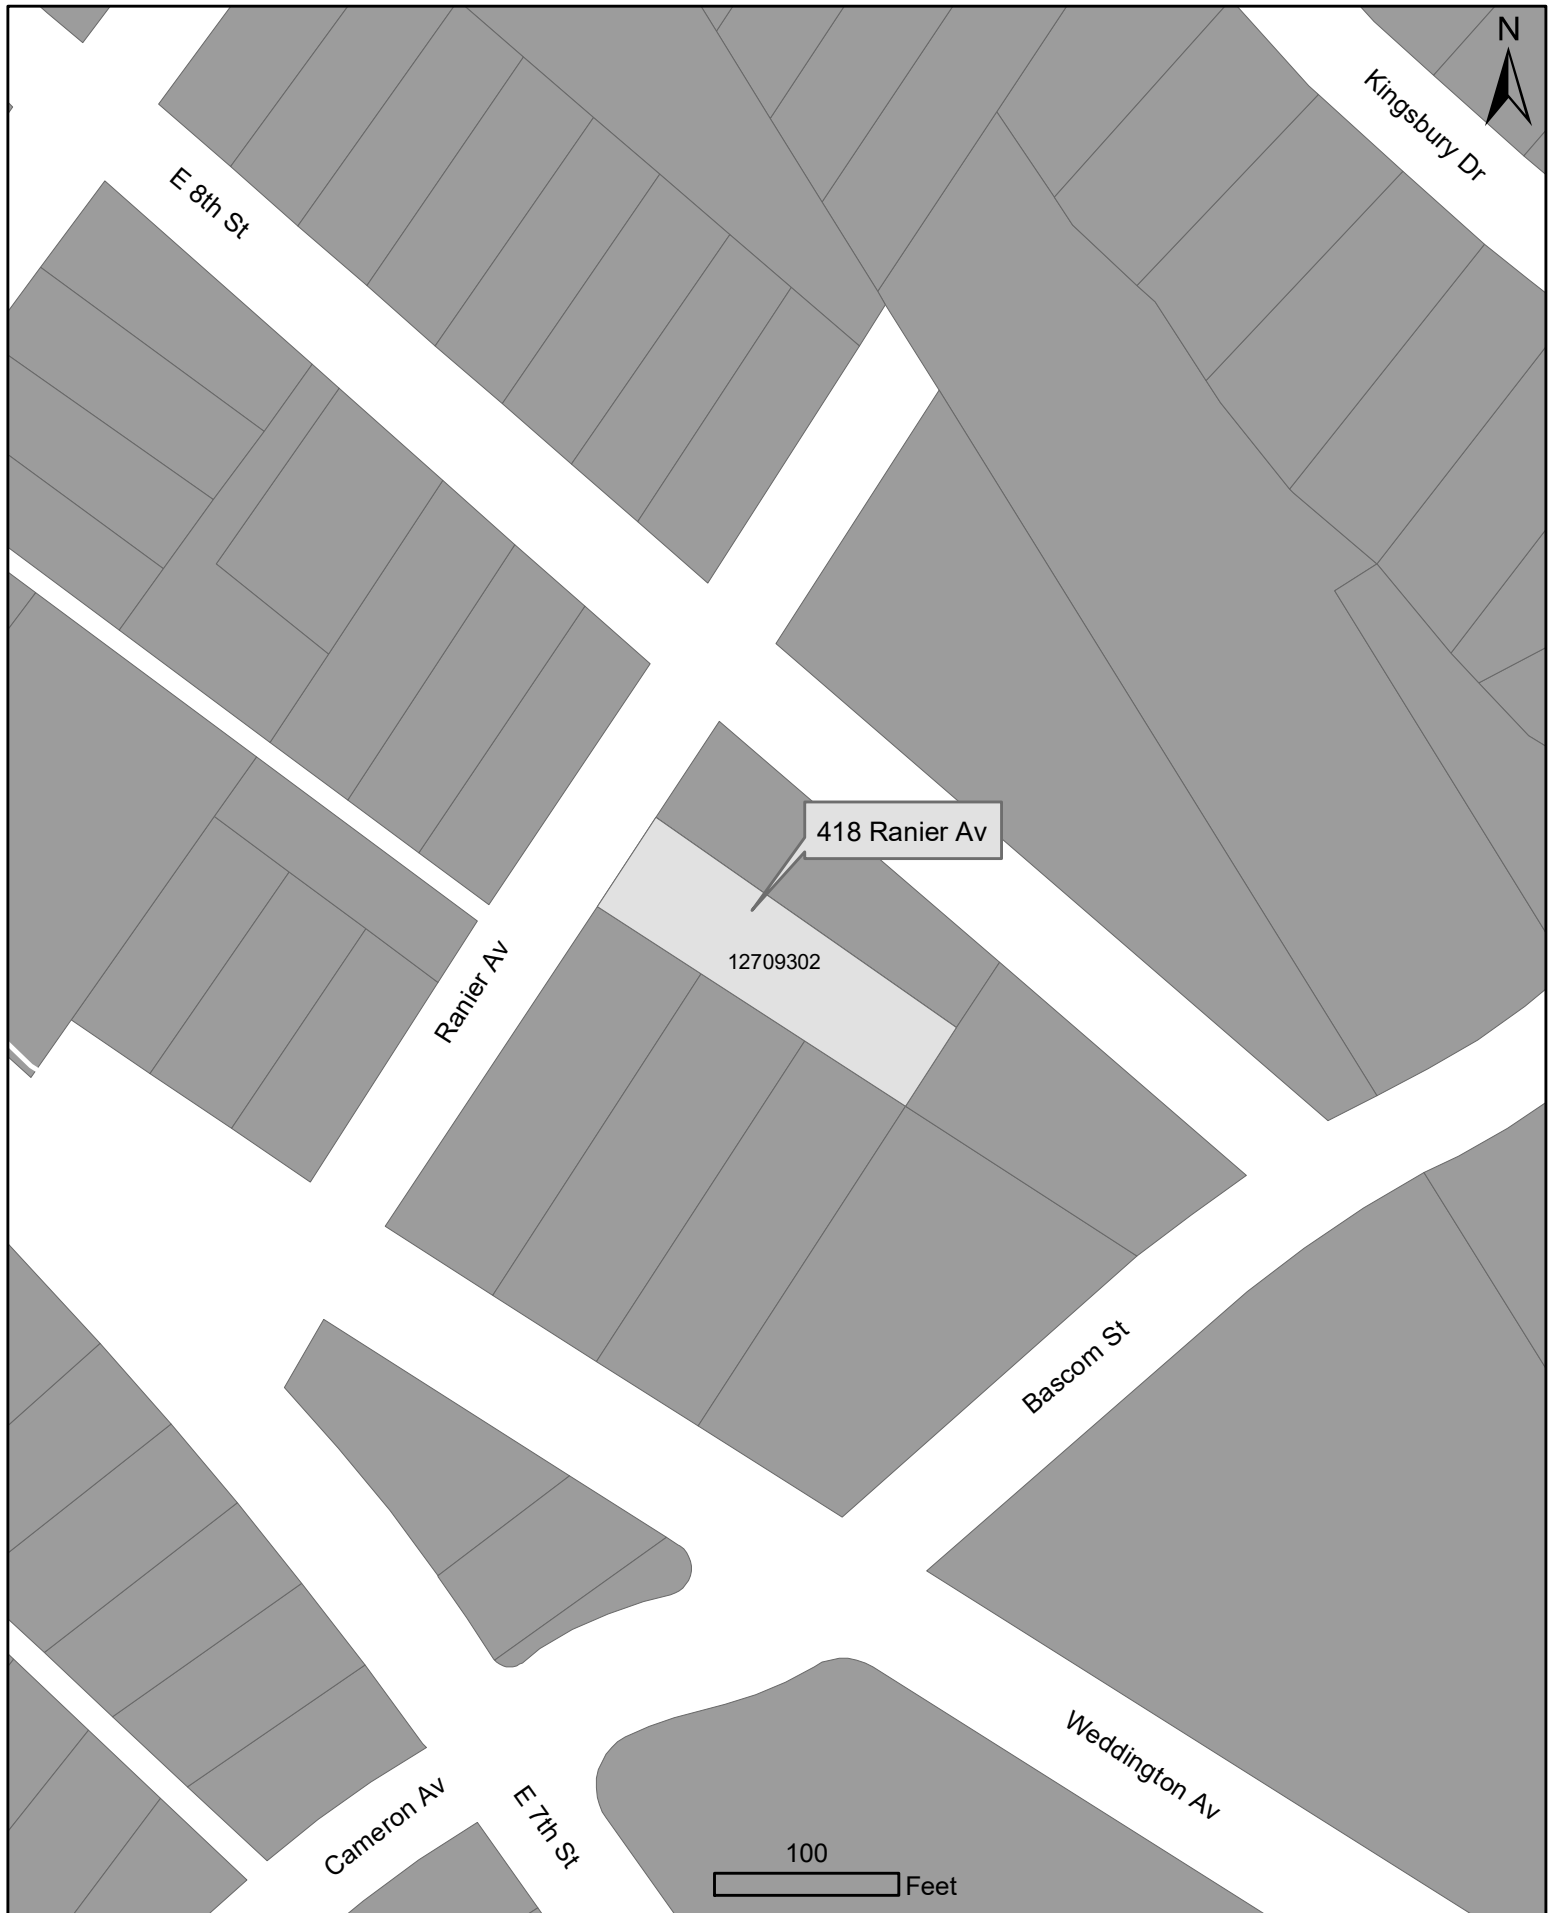 N
Kingsbury Dr
E 8th St
418 Ranier Av
12709302
Ranier Av
Bascom St
Weddington Av
Cameron Av
E 7th St
100
Feet